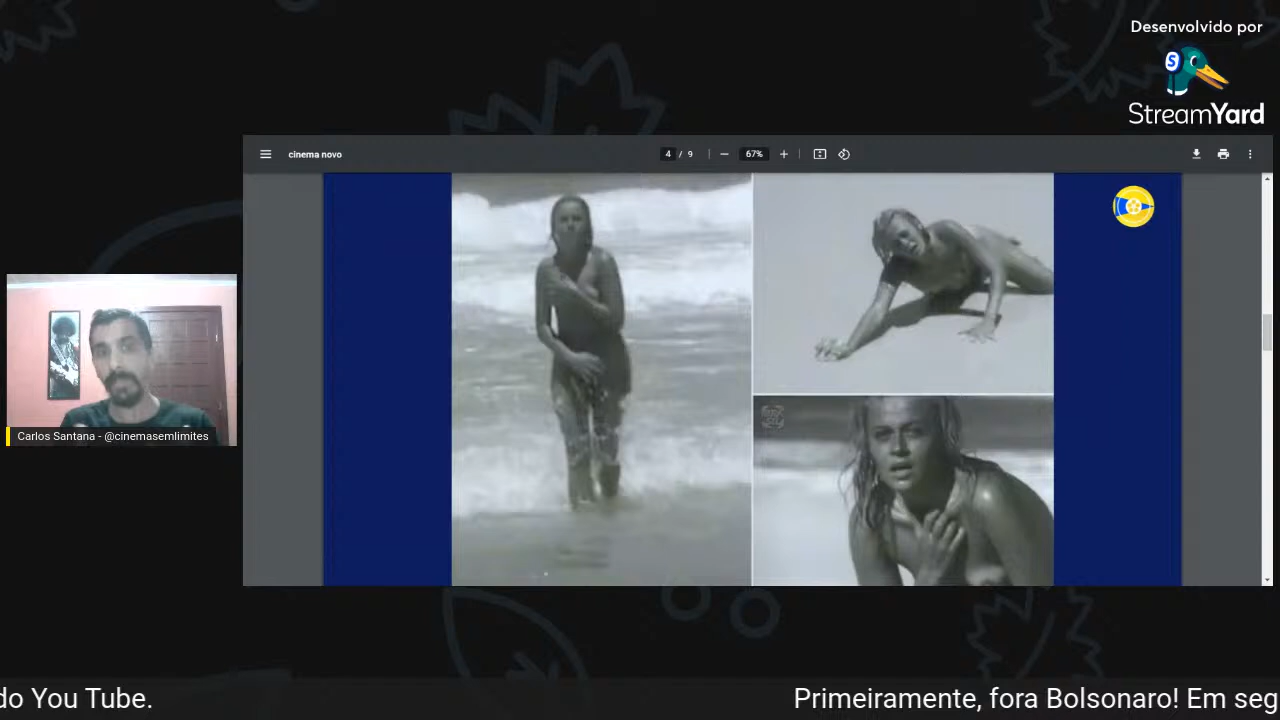 Desenvolvido por
StreamYard
cinema novo
4 / 9
67%
Carlos Santana - @cinemasemlimites
do You Tube.
Primeiramente, fora Bolsonaro! Em seg